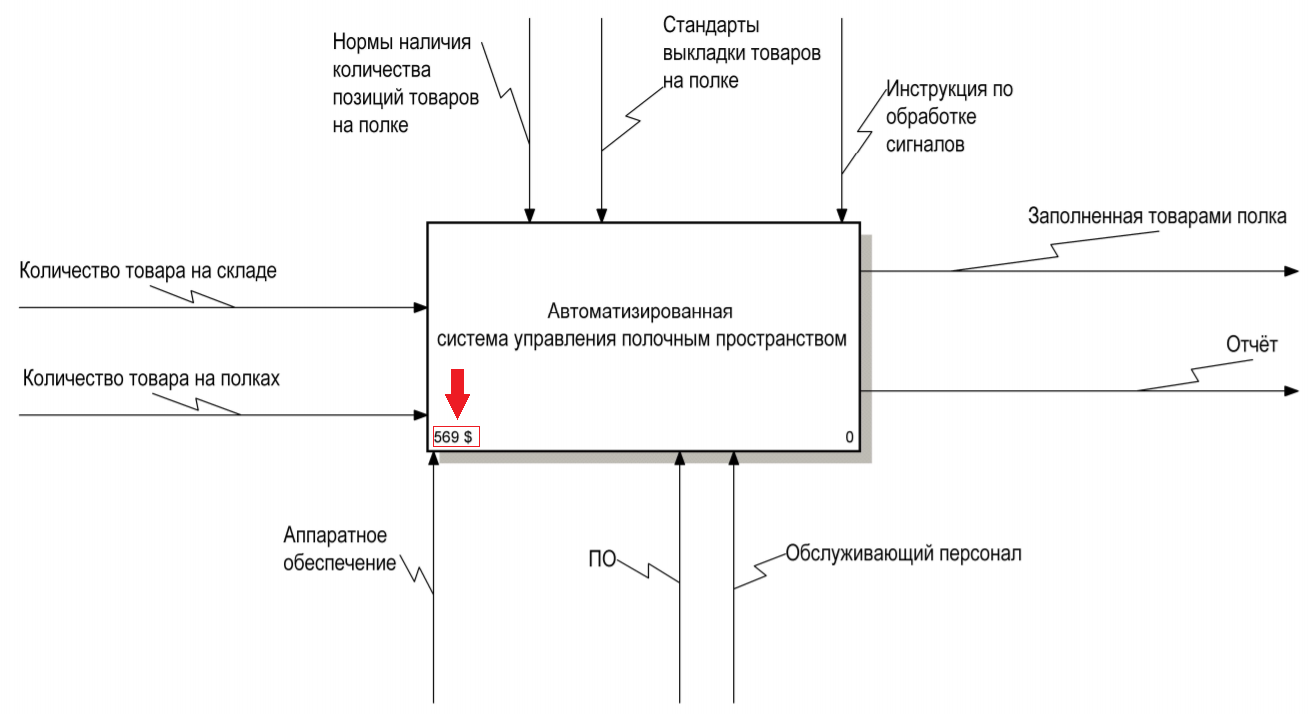 Нормы наличия
количества
позиций товаров
на полке
Стандарты
выкладки товаров
на полке
Инструкция по
обработке
сигналов
Заполненная товарами полка
Количество товара на складе
Автоматизированная
система управления полочным пространством
Отчёт
Количество товара на полках
569 $
0
Аппаратное
обеспечение
ПО
Обслуживающий персонал